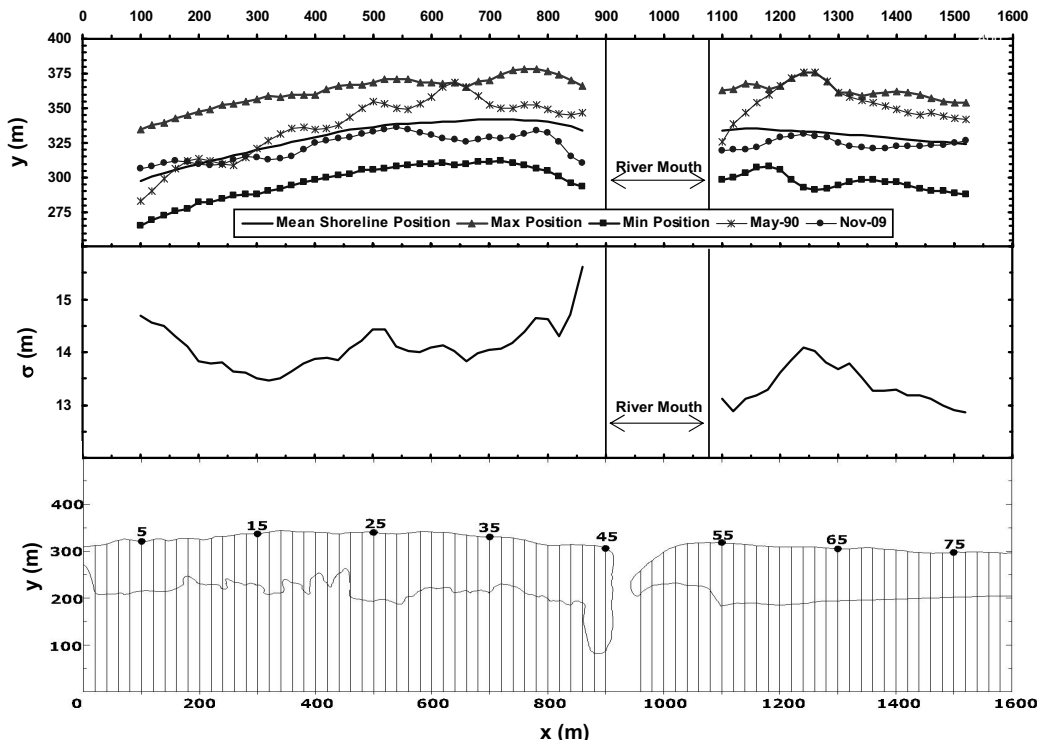 0 100 200 300 400 500 600 700 800 900 1000 1100 1200 1300 1400 1500 1600
400
375
350
325
300
275
y (m)
River Mouth
Mean Shoreline Position Max Position Min Position May-90 Nov-09
15
14
13
σ (m)
River Mouth
400
300
200
100
y (m)
5 15 25 35 45 55 65 75
0 200 400 600 800 1000 1200 1400 1600
x (m)